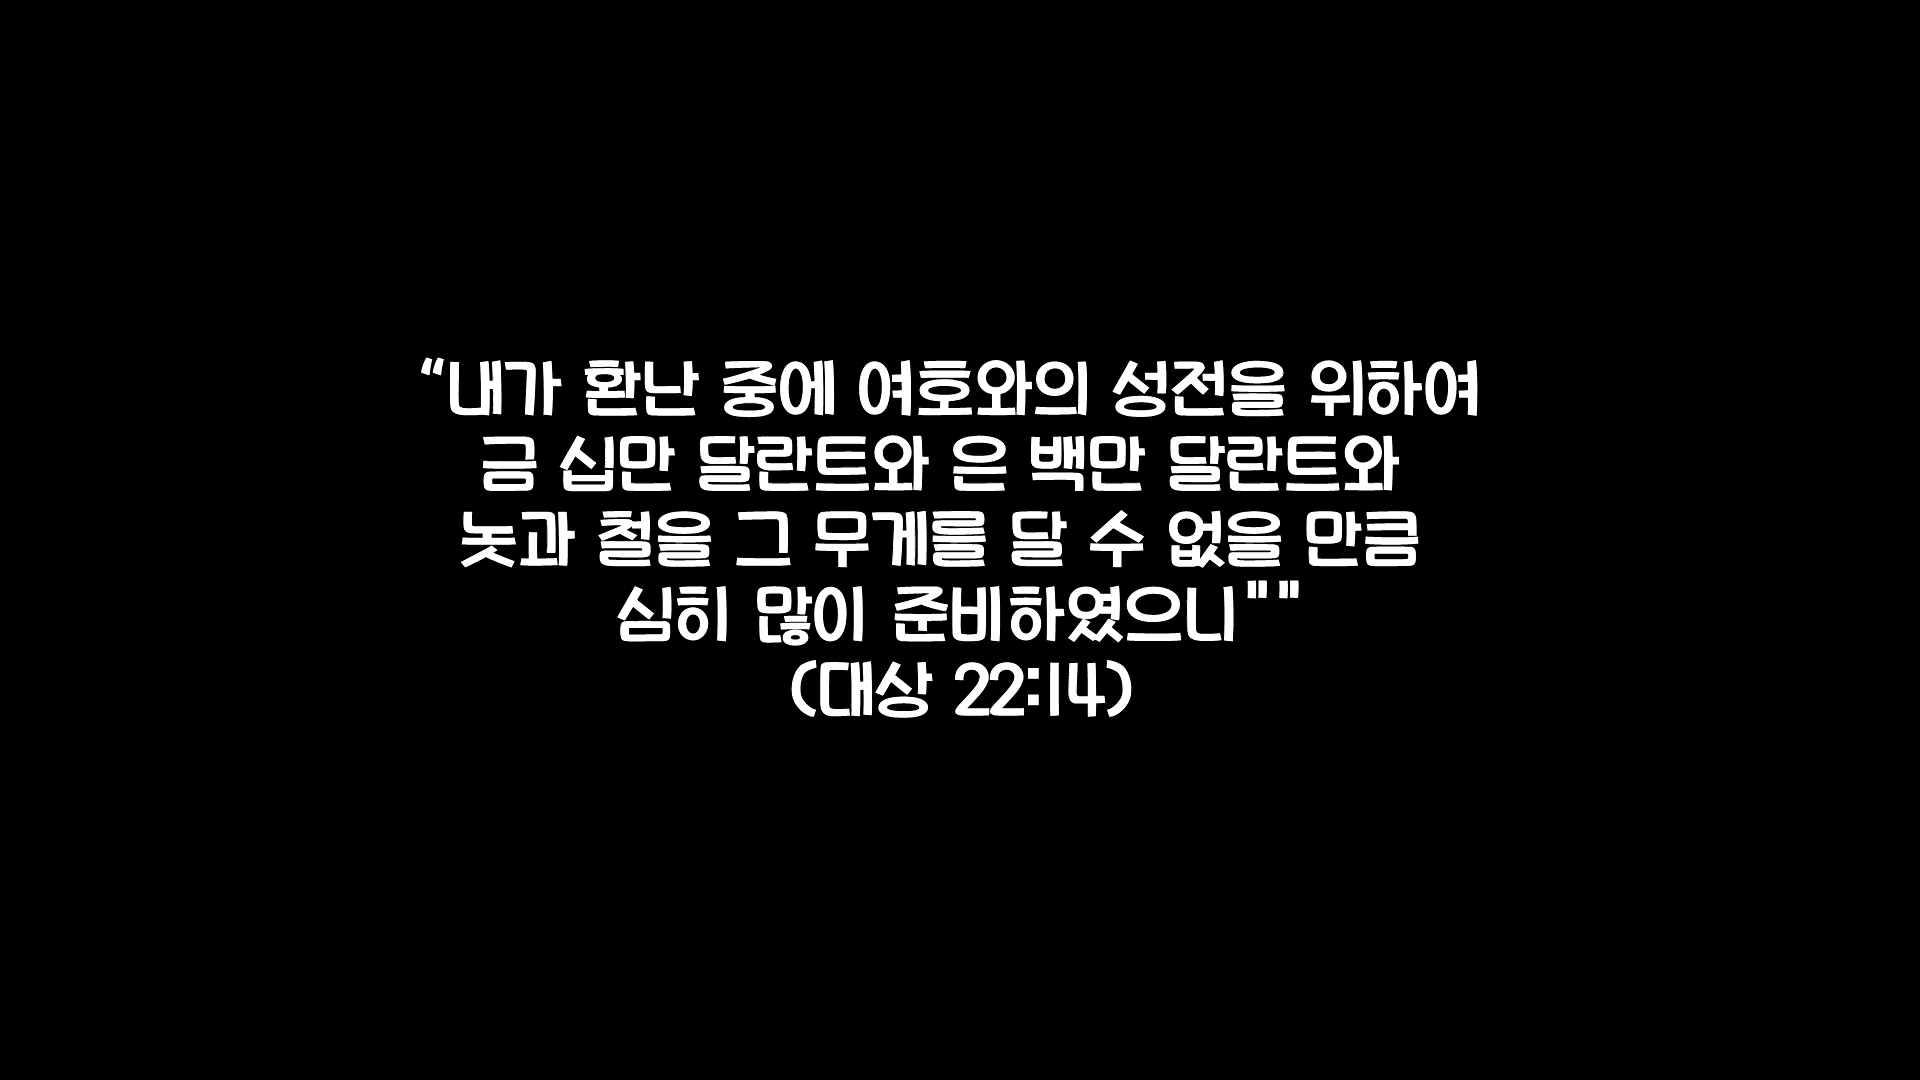 “내가 환난 중에 여호와의 성전을 위하여
금 십만 달란트와 은 백만 달란트와
놋과 철을 그 무게를 달 수 없을 만큼
심히 많이 준비하였으니""
(대상 22:14)